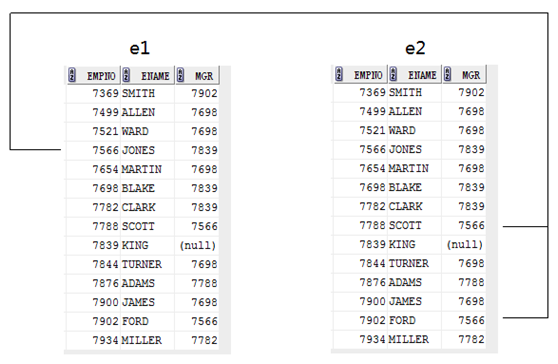 e1 e2
EMPNO ENAME MGR EMPNO ENAME MGR
7369 SMITH 7902 7369 SMITH 7902
7499 ALLEN 7698 7499 ALLEN 7698
7521 WARD 7698 7521 WARD 7698
7566 JONES 7839 7566 JONES 7839
7654 MARTIN 7698 7654 MARTIN 7698
7698 BLAKE 7839 7698 BLAKE 7839
7782 CLARK 7839 7782 CLARK 7839
7788 SCOTT 7566 7788 SCOTT 7566
7839 KING (null) 7839 KING (null)
7844 TURNER 7698 7844 TURNER 7698
7876 ADAMS 7788 7876 ADAMS 7788
7900 JAMES 7698 7900 JAMES 7698
7902 FORD 7566 7902 FORD 7566
7934 MILLER 7782 7934 MILLER 7782